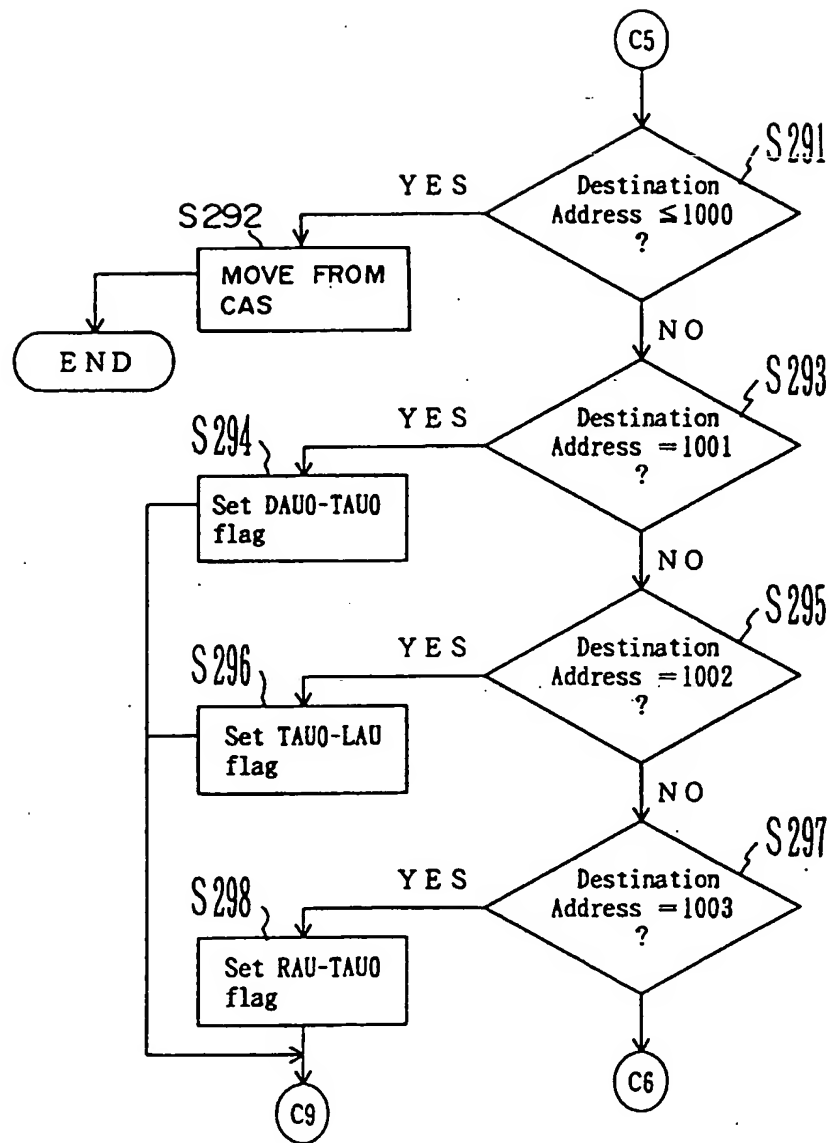 C5
S291
Destination
Address ≦1000
?
YES
S292
MOVE FROM
CAS
END
NO
S293
Destination
Address =1001
?
YES
S294
Set DAU0-TAU0
flag
NO
S295
Destination
Address =1002
?
YES
S296
Set TAU0-LAU
flag
NO
S297
Destination
Address =1003
?
YES
S298
Set RAU-TAU0
flag
C9
C6